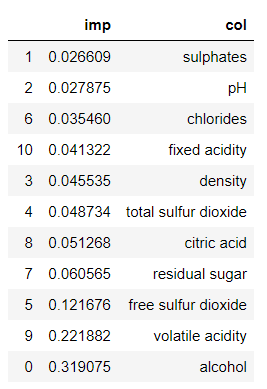 imp col
1 0.026609 sulphates
2 0.027875 pH
6 0.035460 chlorides
10 0.041322 fixed acidity
3 0.045535 density
4 0.048734 total sulfur dioxide
8 0.051268 citric acid
7 0.060565 residual sugar
5 0.121676 free sulfur dioxide
9 0.221882 volatile acidity
0 0.319075 alcohol